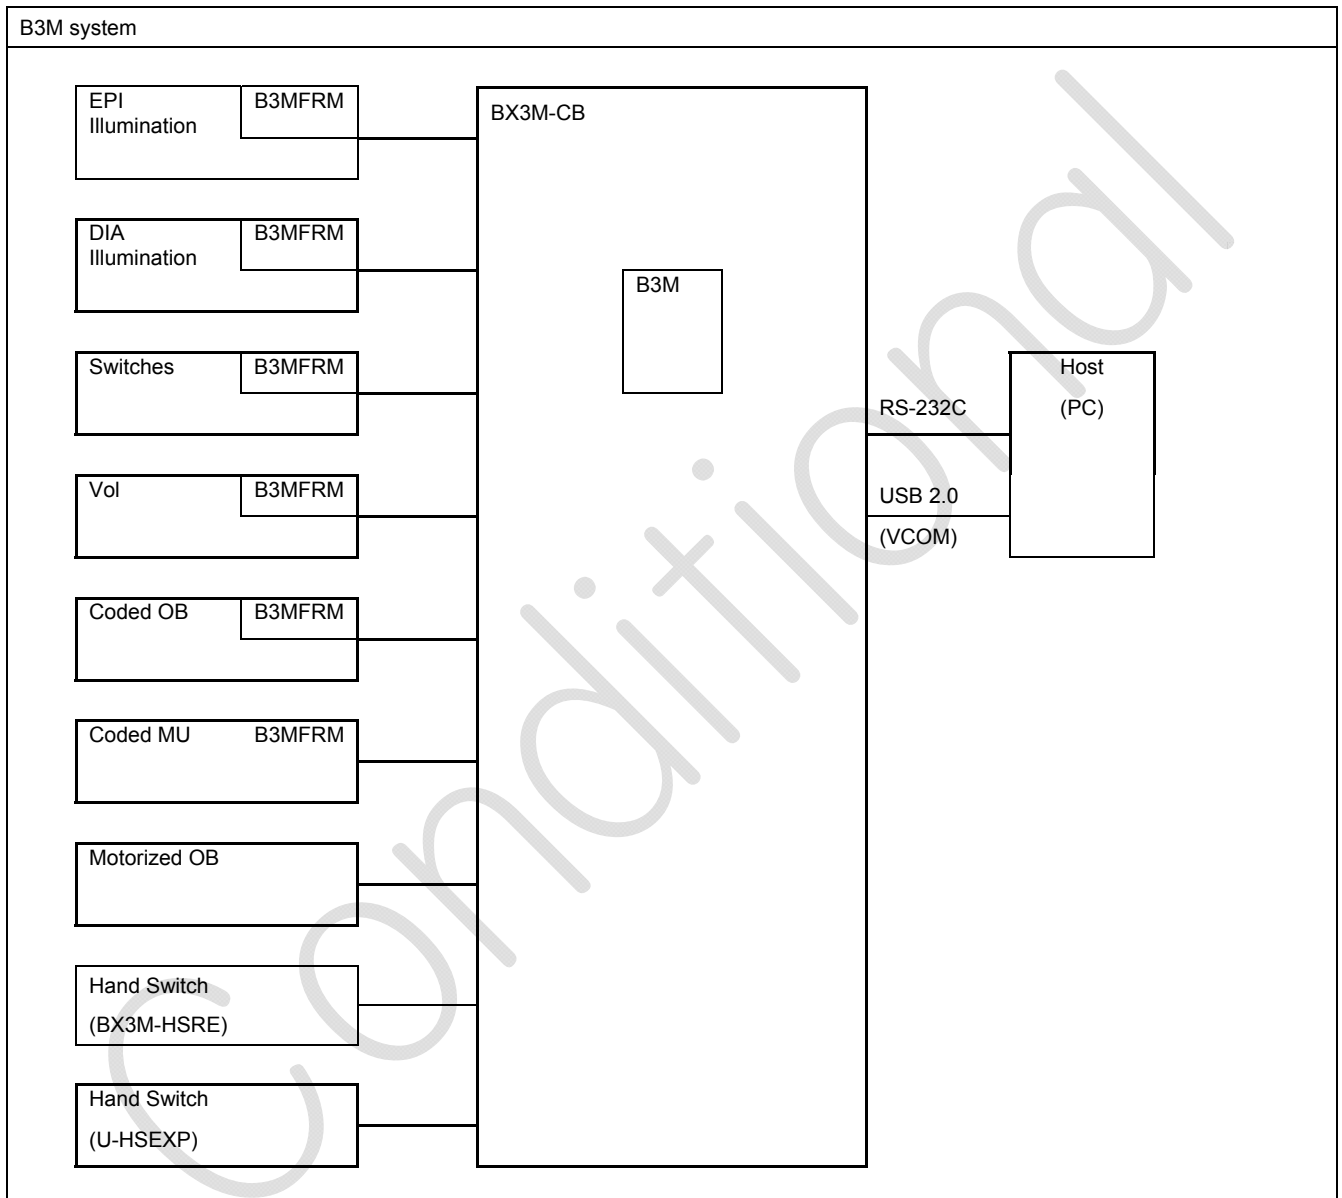 B3M system
EPI
Illumination
B3MFRM
DIA
Illumination
B3MFRM
Switches
B3MFRM
Vol
B3MFRM
Coded OB
B3MFRM
Coded MU
B3MFRM
Motorized OB
Hand Switch
(BX3M-HSRE)
Hand Switch
(U-HSEXP)
BX3M-CB
B3M
RS-232C
USB 2.0
(VCOM)
Host
(PC)
Conditional